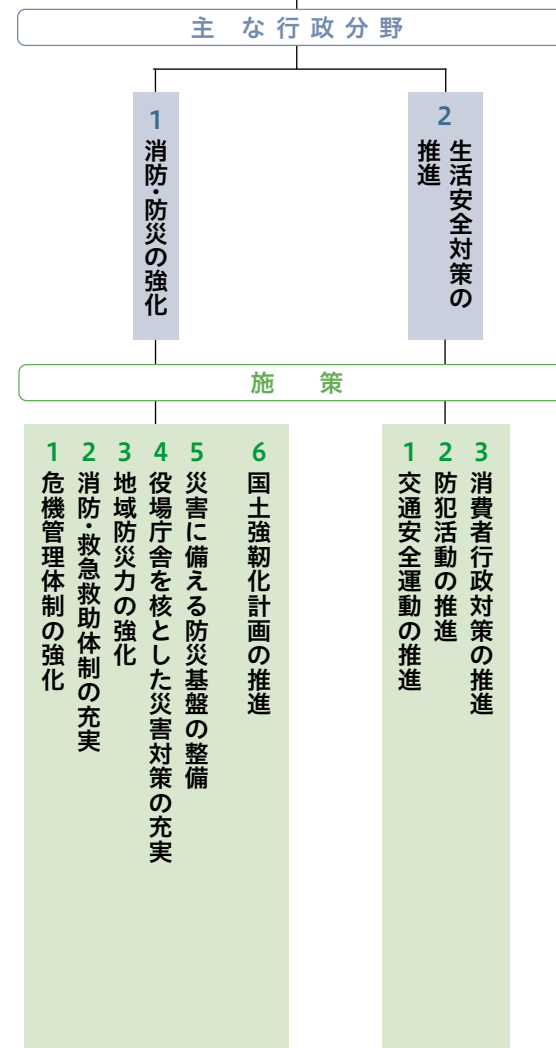 主な行政分野
1 消防・防災の強化
2 生活安全対策の
推進
施策
1 危機管理体制の強化
2 消防・救急救助体制の充実
3 地域防災力の強化
4 役場庁舎を核とした災害対策の充実
5 災害に備える防災基盤の整備
6 国土強靭化計画の推進
1 交通安全運動の推進
2 防犯活動の推進
3 消費者行政対策の推進